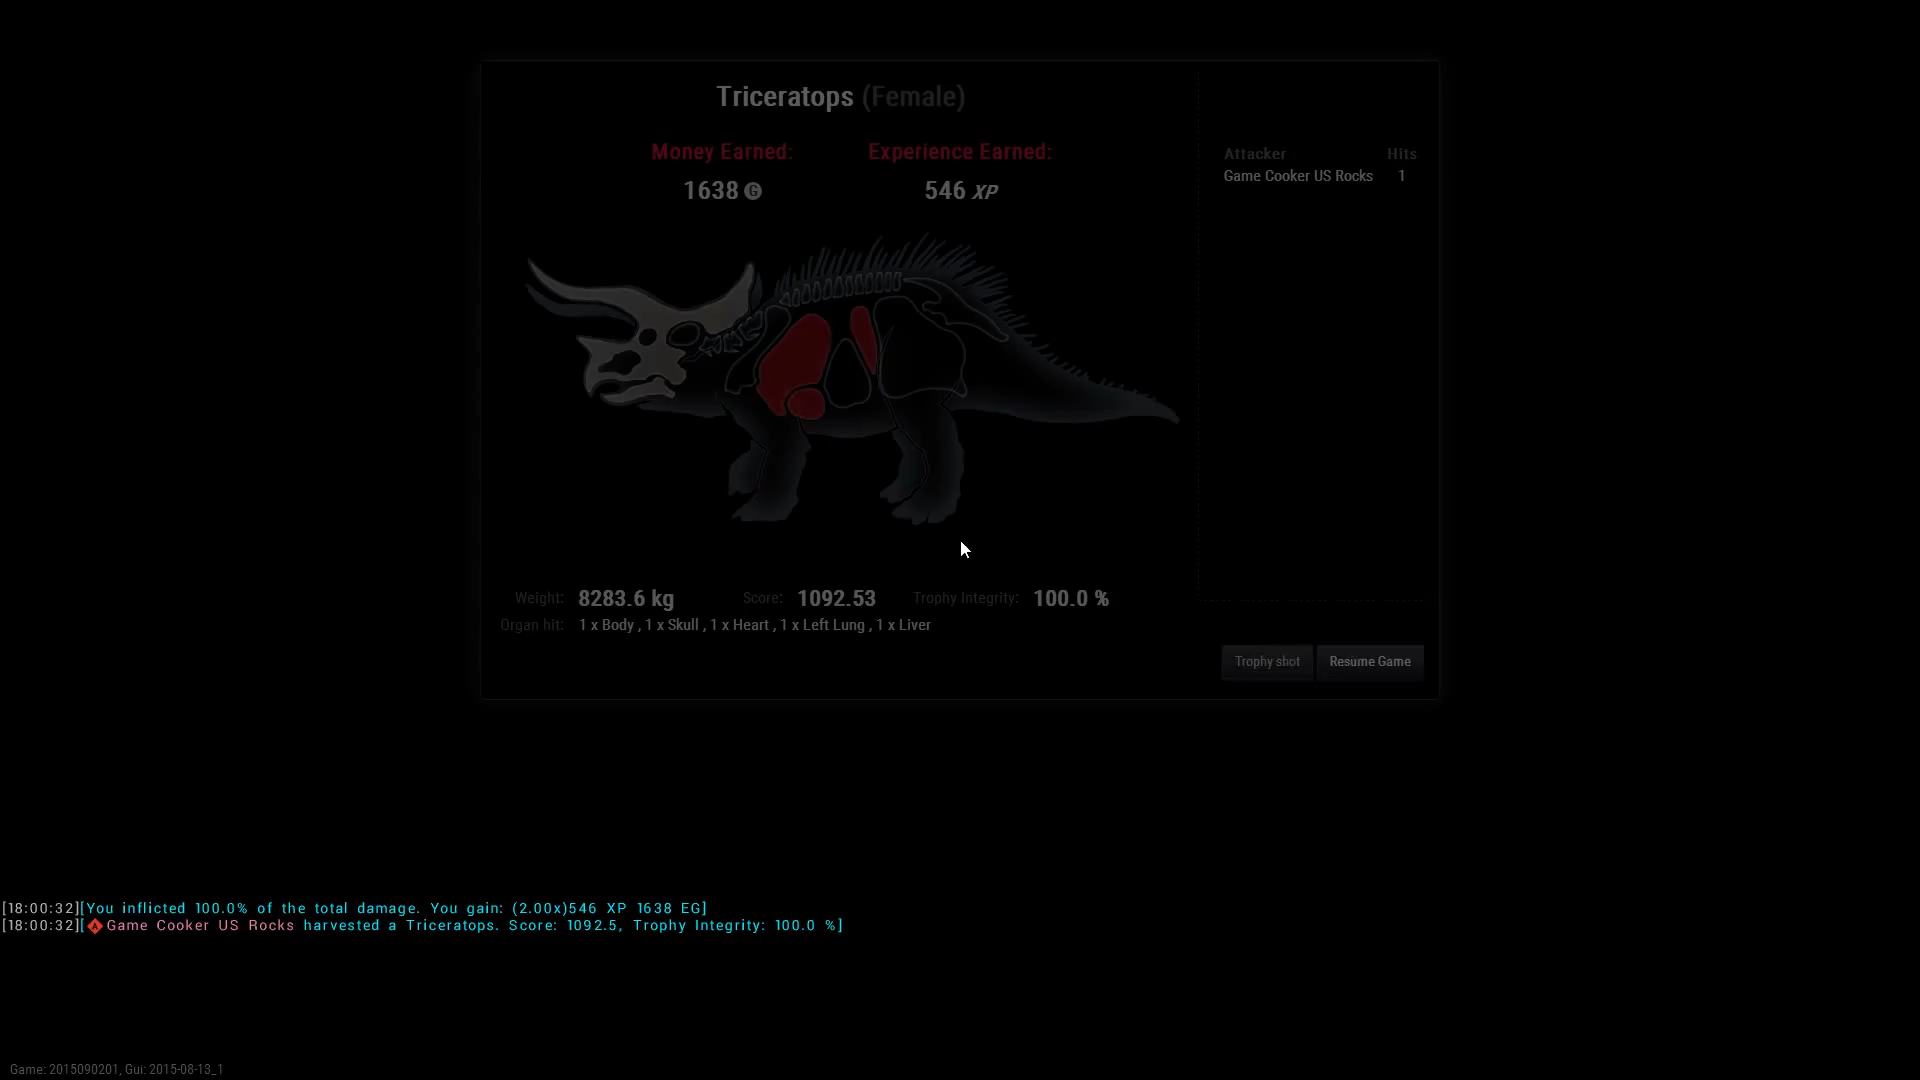 Triceratops (Female)
Money Earned:
Experience Earned:
1638 G
546 XP
Attacker Hits
Game Cooker US Rocks 1
Weight: 8283.6 kg Score: 1092.53 Trophy Integrity: 100.0 %
Organ hit: 1 x Body , 1 x Skull , 1 x Heart , 1 x Left Lung , 1 x Liver
Trophy shot
Resume Game
[18:00:32][You inflicted 100.0% of the total damage. You gain: (2.00x)546 XP 1638 EG]
[18:00:32][A Game Cooker US Rocks harvested a Triceratops. Score: 1092.5, Trophy Integrity: 100.0 %]
Game: 2015090201, Gui: 2015-08-13_1